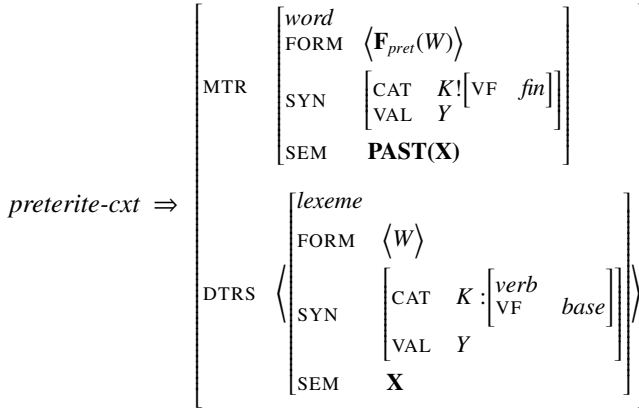 word
FORM ⟨F_pret(W)⟩
MTR SYN [CAT K![VF fin]
VAL Y]
SEM PAST(X)
preterite-cxt ⇒
lexeme
FORM ⟨W⟩
DTRS ⟨ SYN [CAT K : [verb
VF base]
VAL Y] ⟩
SEM X